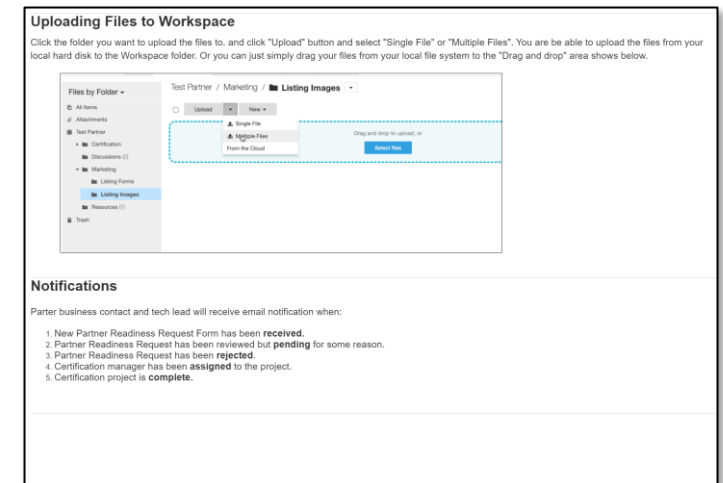 Uploading Files to Workspace
Click the folder you want to upload the files to. and click "Upload" button and select "Single File" or "Multiple Files". You are be able to upload the files from your
local hard disk to the Workspace folder. Or you can just simply drag your files from your local file system to the "Drag and drop" area shows below.
Files by Folder
Test Partner / Marketing / Listing Images
All Items
Upload New
Attachments
Single File
Test Partner
Multiple Files
Drag and drop to upload, or
Certification
From the Cloud
Select files
Discussions (2)
Marketing
Listing Forms
Listing Images
Resources (7)
Trash
Notifications
Parter business contact and tech lead will receive email notification when:
1. New Partner Readiness Request Form has been received.
2. Partner Readiness Request has been reviewed but pending for some reason.
3. Partner Readiness Request has been rejected.
4. Certification manager has been assigned to the project.
5. Certification project is complete.